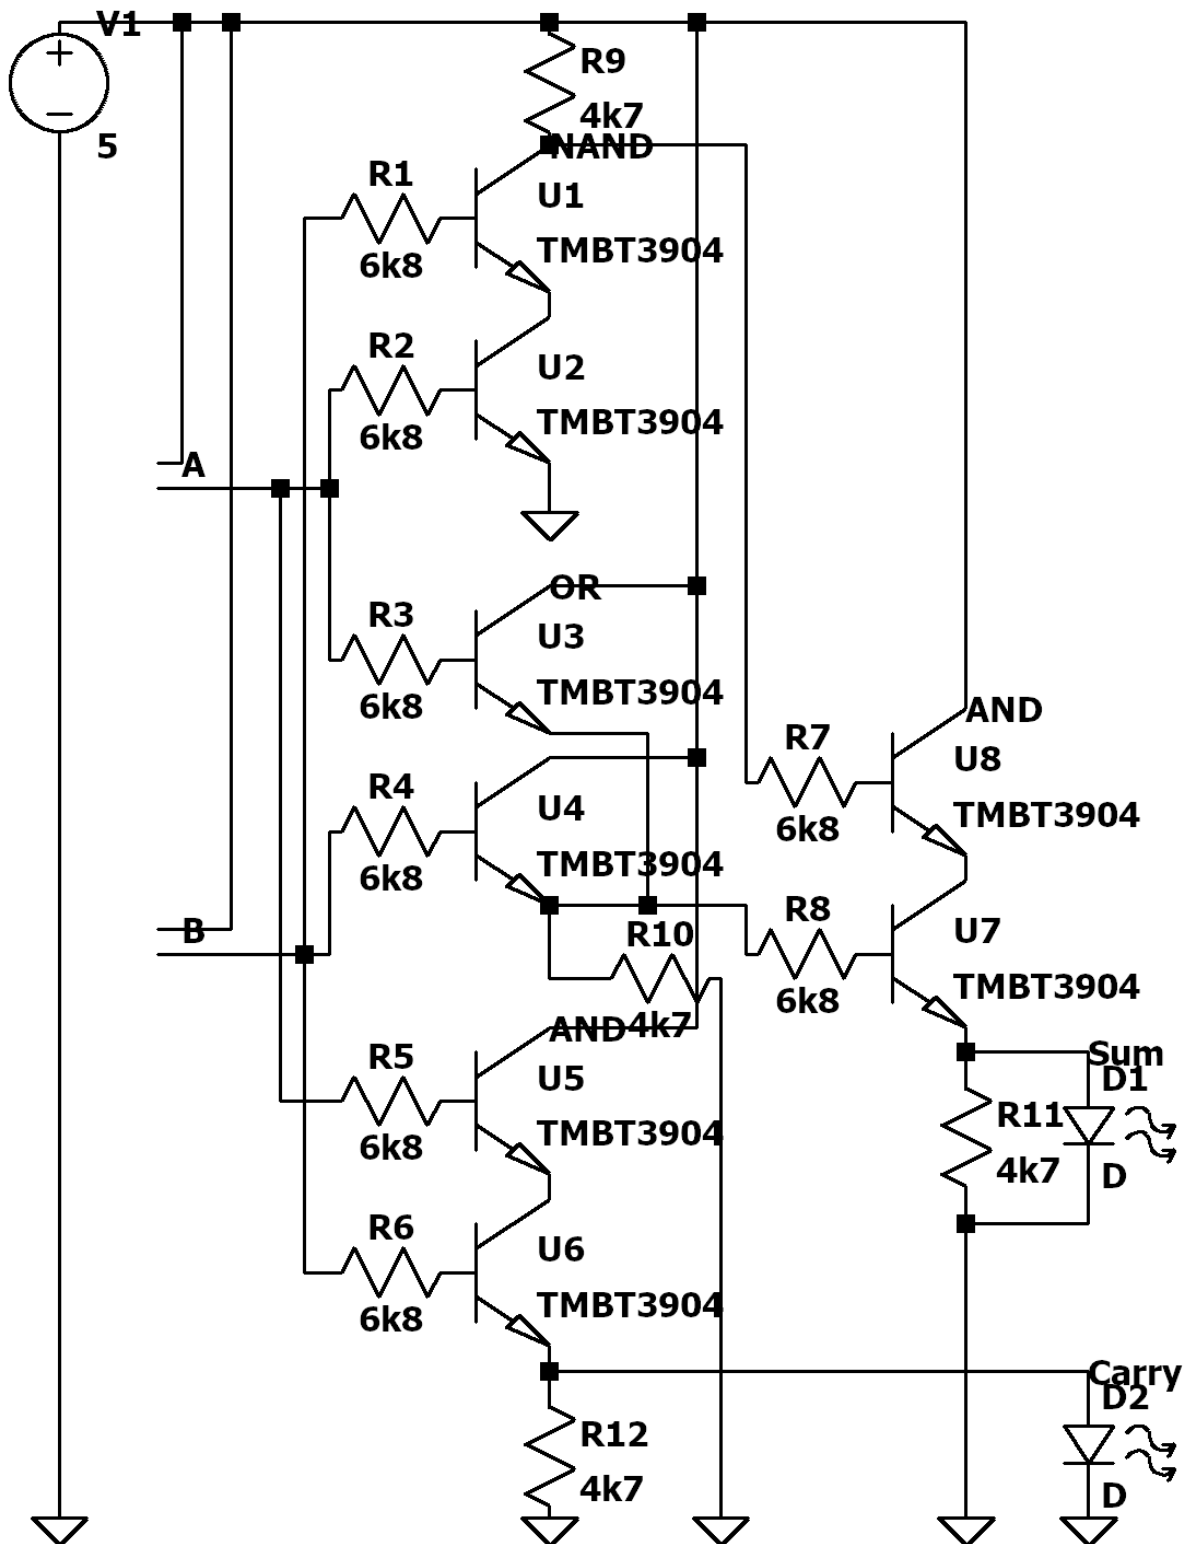 V1
5
R9
4k7
NAND
R1
6k8
U1
TMBT3904
R2
6k8
U2
TMBT3904
A
OR
R3
6k8
U3
TMBT3904
R4
6k8
U4
TMBT3904
AND
R7
6k8
U8
TMBT3904
B
R10
4k7
R8
6k8
U7
TMBT3904
AND
R5
6k8
U5
TMBT3904
Sum
D1
R11
4k7
D
R6
6k8
U6
TMBT3904
Carry
D2
R12
4k7
D